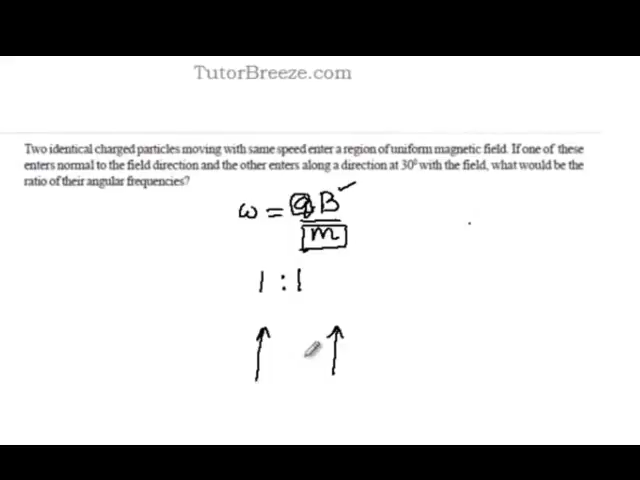 TutorBreeze.com
Two identical charged particles moving with same speed enter a region of uniform magnetic field. If one of these
enters normal to the field direction and the other enters along a direction at 30⁰ with the field, what would be the
ratio of their angular frequencies?
ω = qB
m
1 : 1